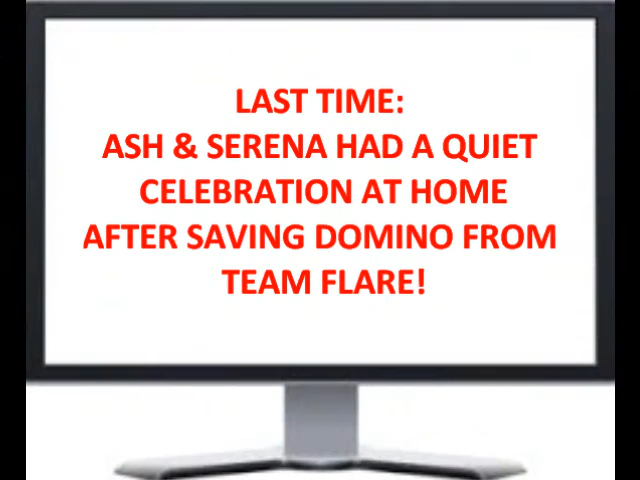 LAST TIME:
ASH & SERENA HAD A QUIET
CELEBRATION AT HOME
AFTER SAVING DOMINO FROM
TEAM FLARE!